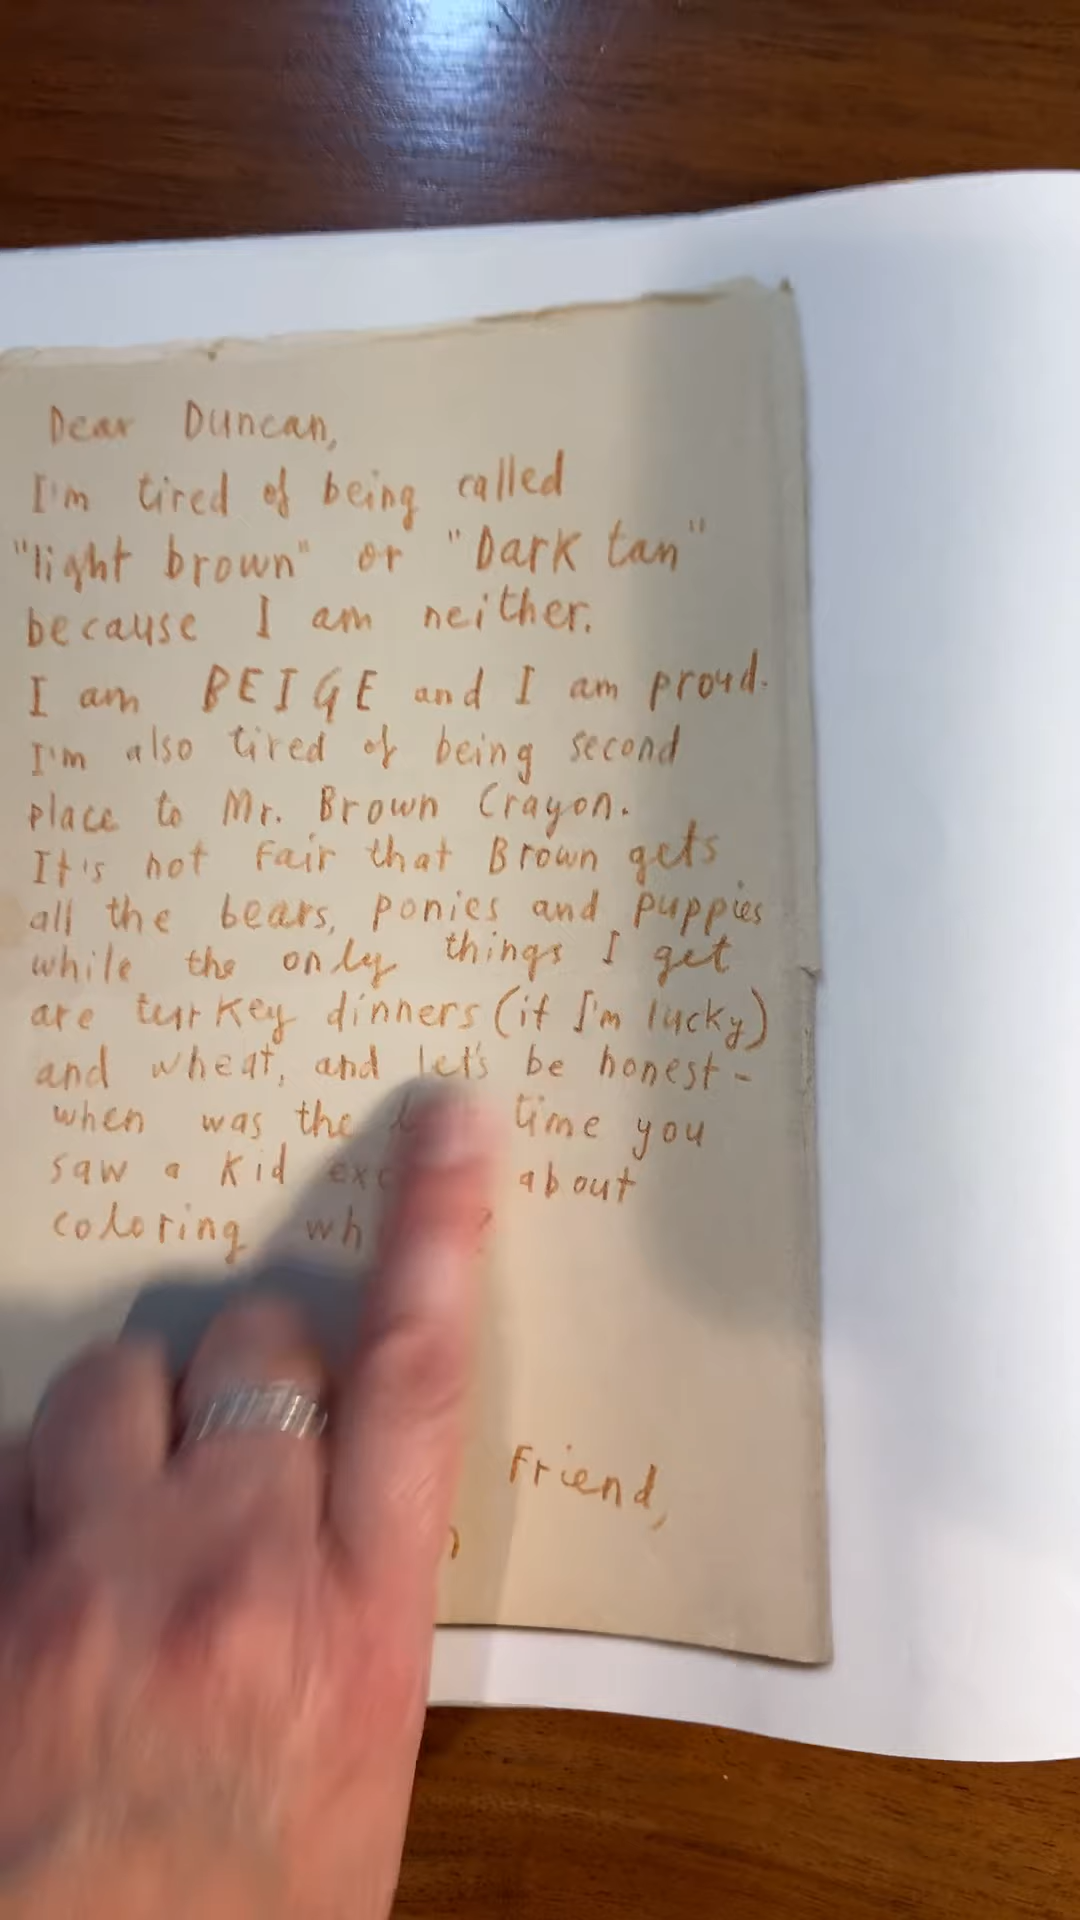 Dear Duncan,
I'm tired of being called
"light brown" or "Dark tan"
because I am neither.
I am BEIGE and I am proud.
I'm also tired of being second
place to Mr. Brown Crayon.
It's not fair that Brown gets
all the bears, ponies and puppies
while the only things I get
are turkey dinners (if I'm lucky)
and wheat, and let's be honest-
when was the time you
saw a kid about
coloring
Friend,